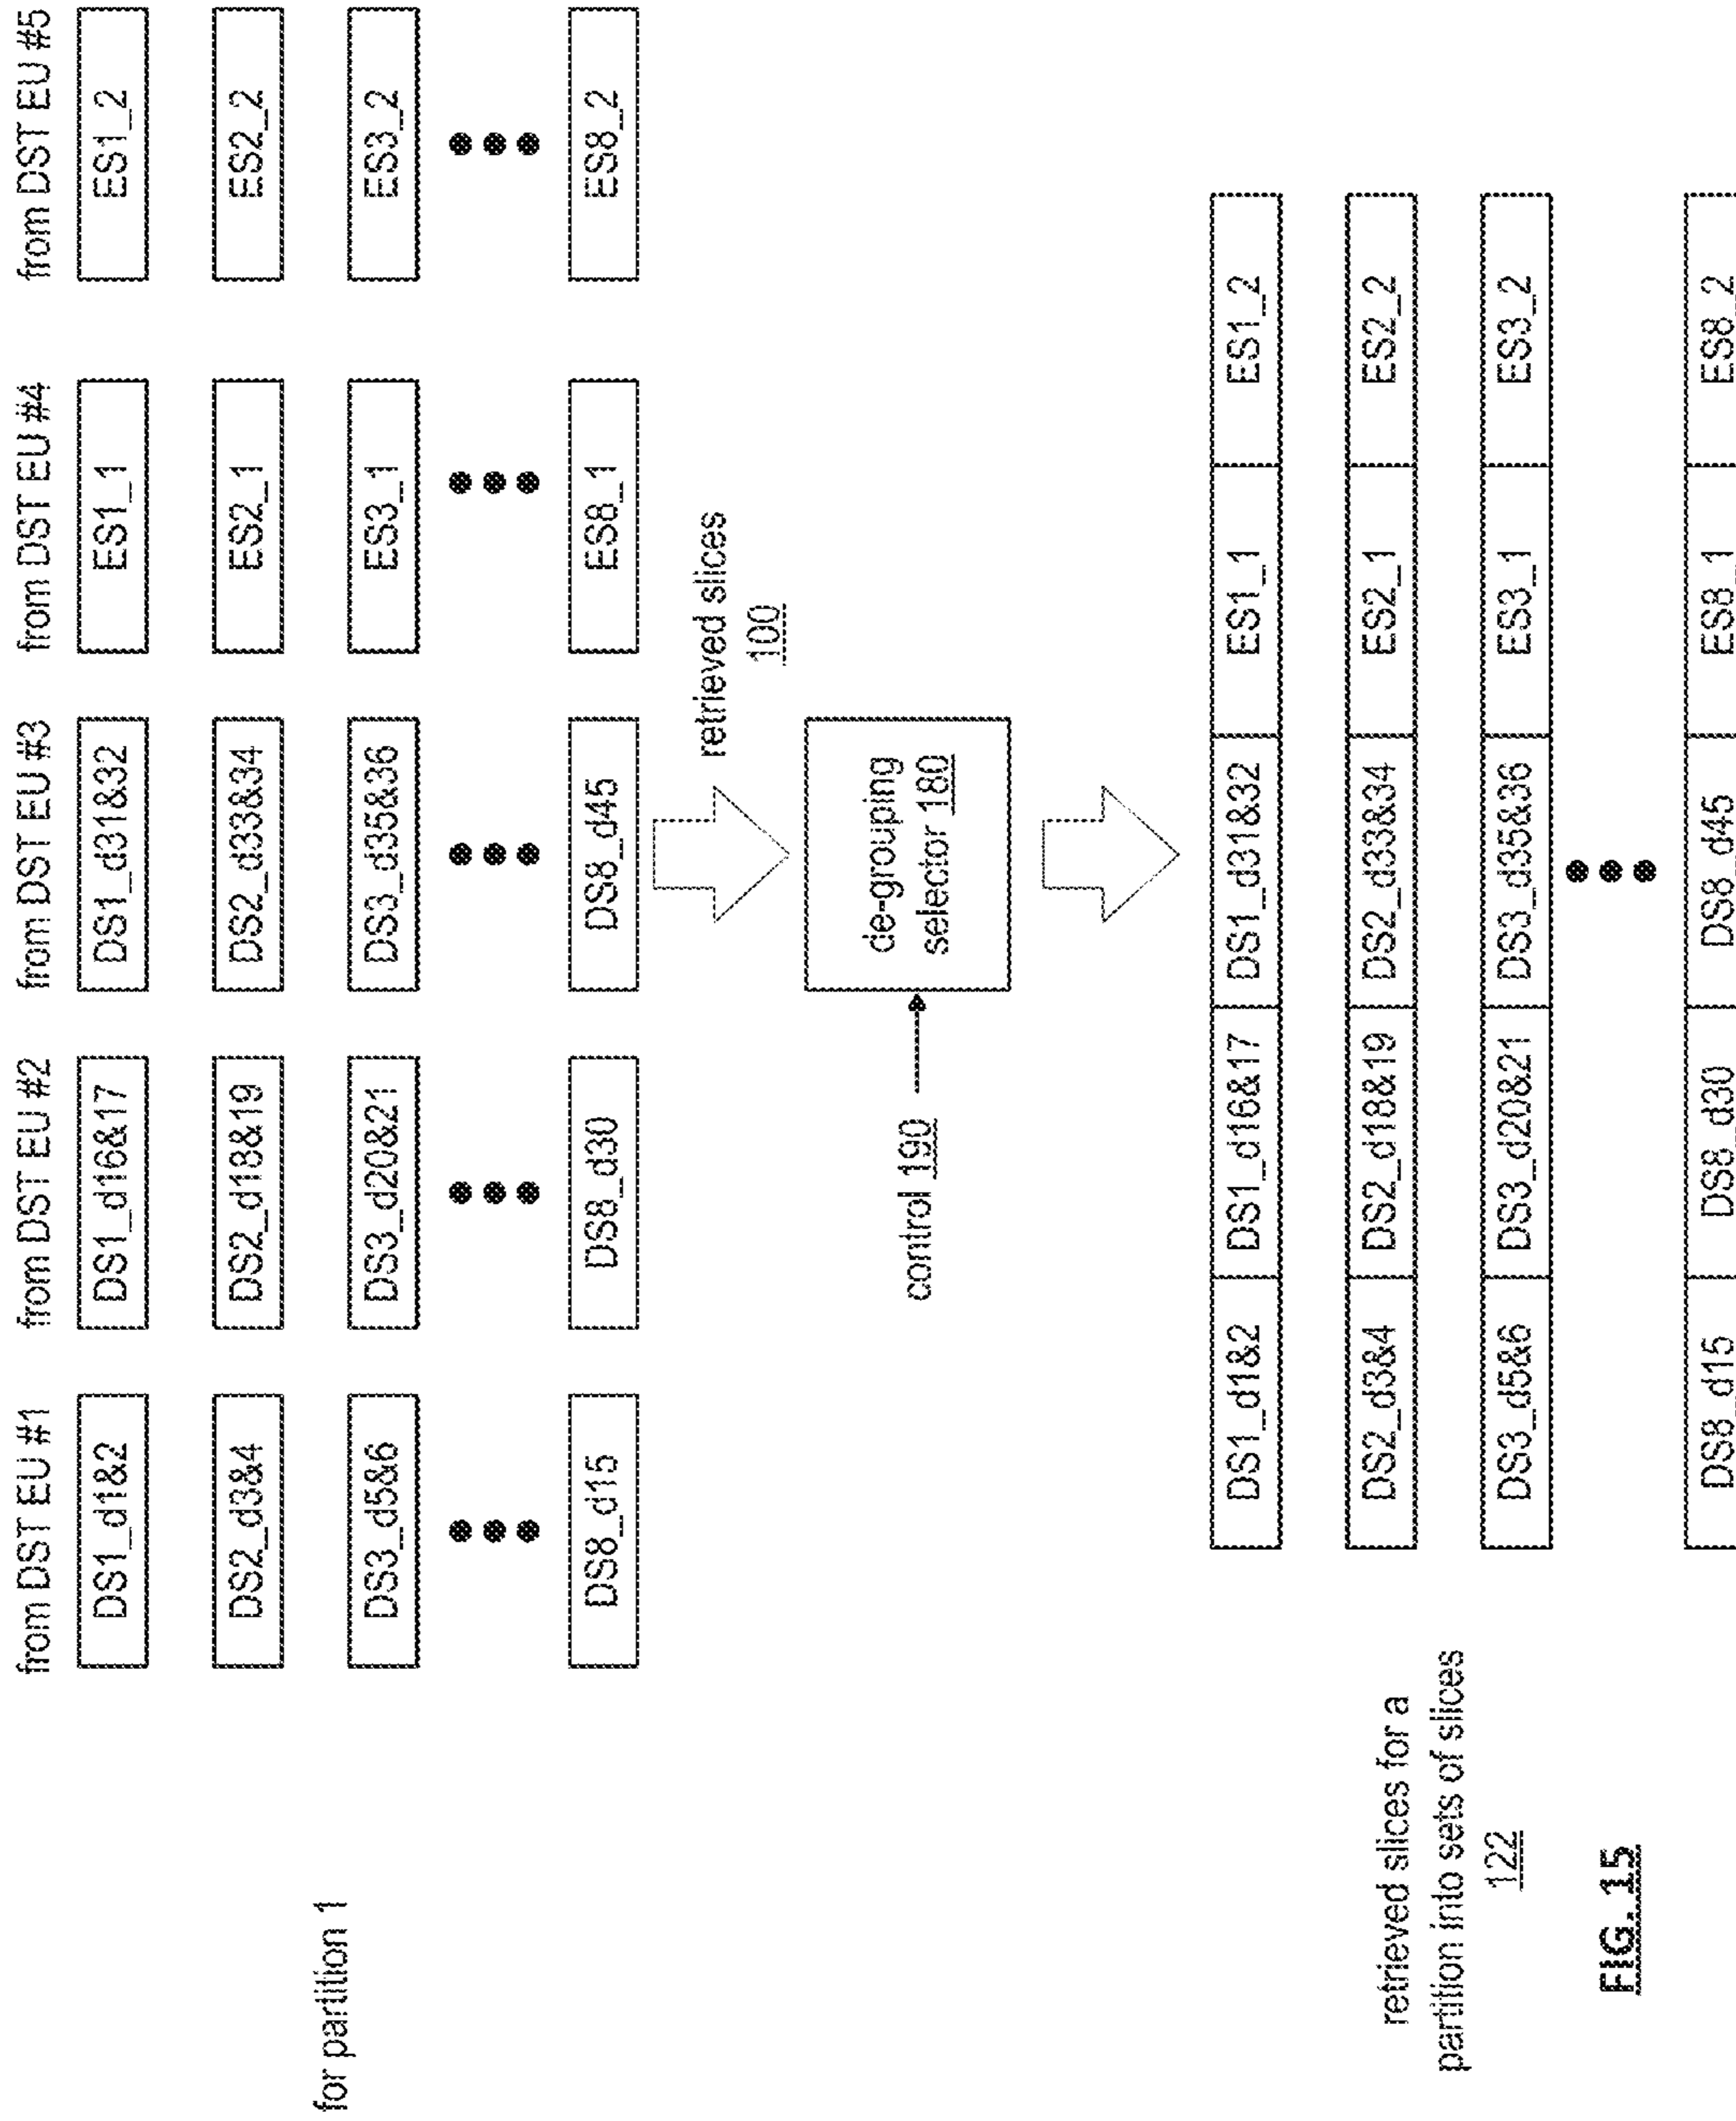 for partition 1
from DST EU #1
from DST EU #2
from DST EU #3
from DST EU #4
from DST EU #5
DS1_d1&2
DS1_d16&17
DS1_d31&32
ES1_1
ES1_2
DS2_d3&4
DS2_d18&19
DS2_d33&34
ES2_1
ES2_2
DS3_d5&6
DS3_d20&21
DS3_d35&36
ES3_1
ES3_2
DS8_d15
DS8_d30
DS8_d45
ES8_1
ES8_2
retrieved slices
100
control 190
de-grouping
selector 180
DS1_d1&2
DS1_d16&17
DS1_d31&32
ES1_1
ES1_2
DS2_d3&4
DS2_d18&19
DS2_d33&34
ES2_1
ES2_2
DS3_d5&6
DS3_d20&21
DS3_d35&36
ES3_1
ES3_2
DS8_d15
DS8_d30
DS8_d45
ES8_1
ES8_2
retrieved slices for a
partition into sets of slices
122
FIG. 15